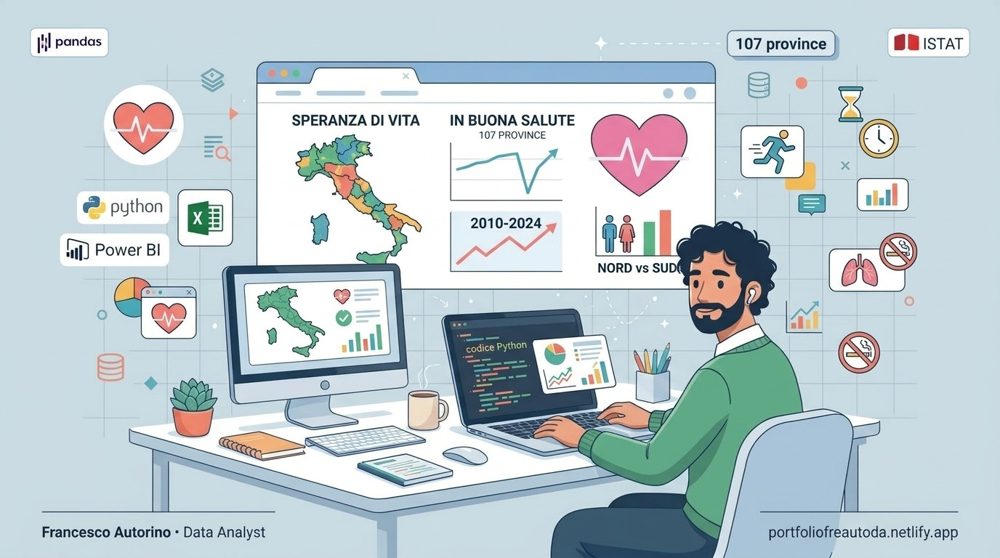 pandas
107 province
ISTAT
SPERANZA DI VITA
IN BUONA SALUTE
107 PROVINCE
2010-2024
NORD vs SUD
python
Power BI
X
codice Python
Francesco Autorino • Data Analyst
portfoliofreautoda.netlify.app